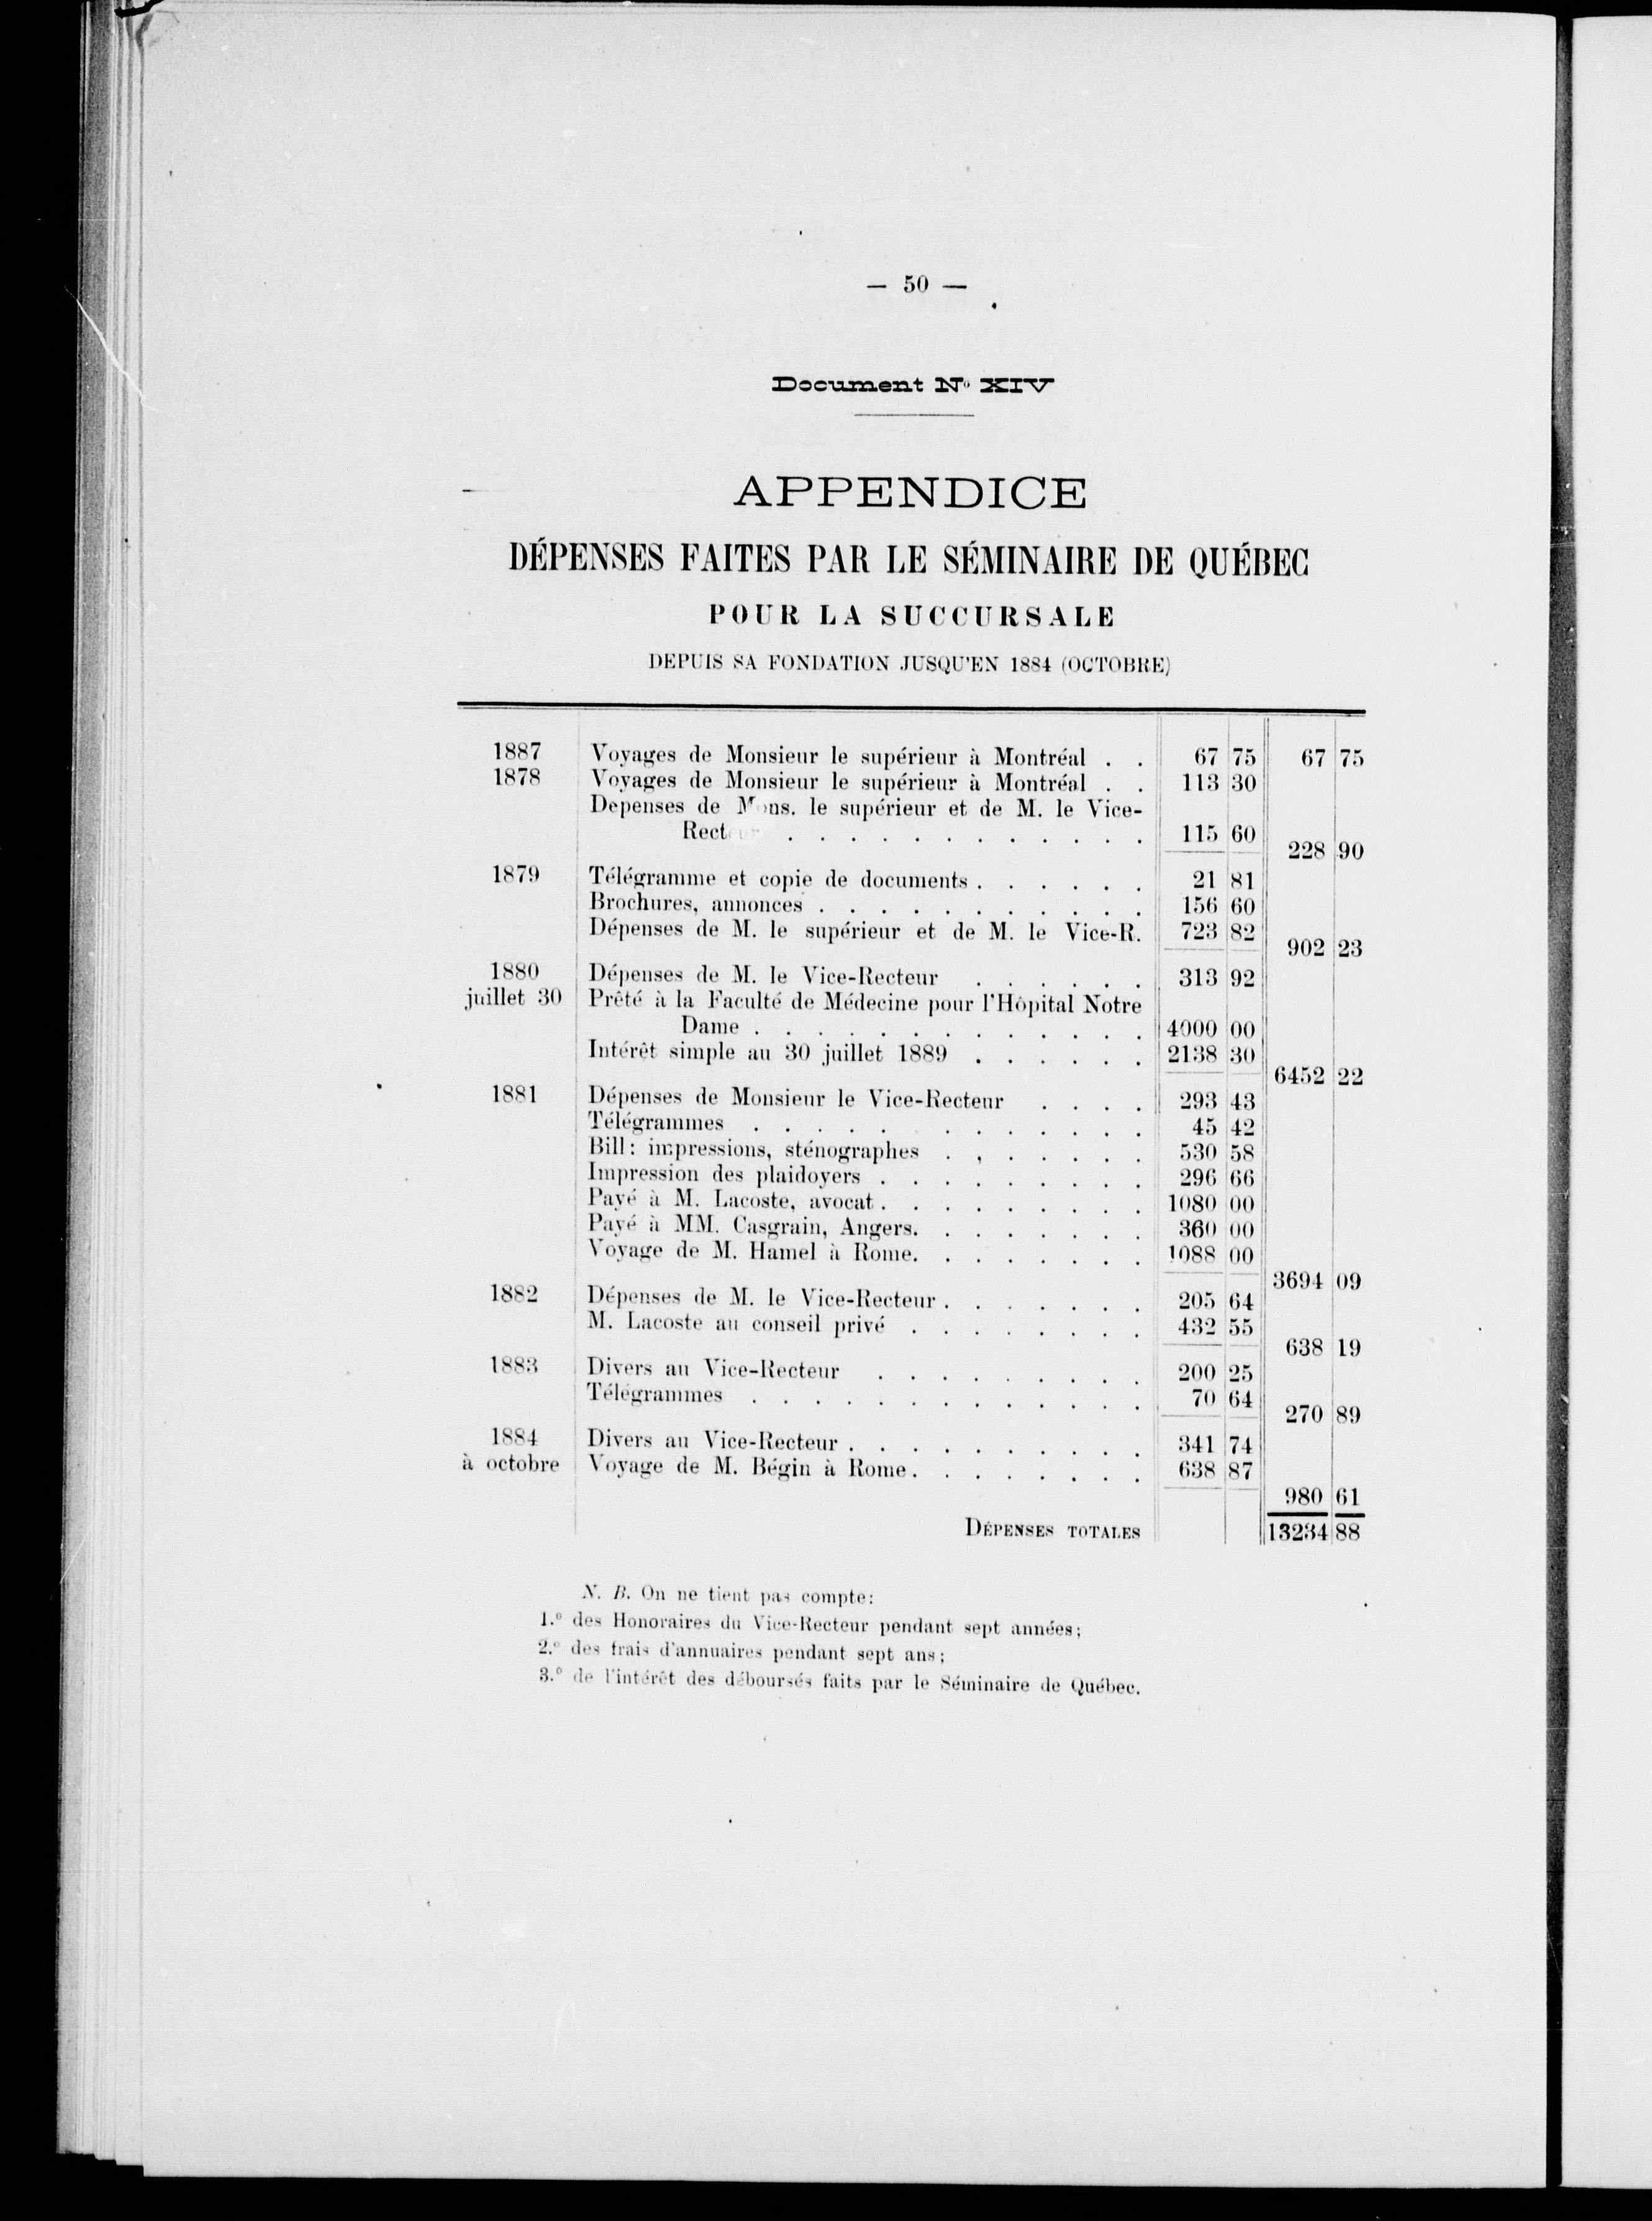 — 50 —
Document No XIV
APPENDICE
DÉPENSES FAITES PAR LE SÉMINAIRE DE QUÉBEC
POUR LA SUCCURSALE
DEPUIS SA FONDATION JUSQU'EN 1884 (OCTOBRE)
1887 Voyages de Monsieur le supérieur à Montréal . . 67 75 67 75
1878 Voyages de Monsieur le supérieur à Montréal . . 113 30
Depenses de Mons. le supérieur et de M. le Vice-
Recteur . . . . . . . . . . . . 115 60
228 90
1879 Télégramme et copie de documents . . . . . . 21 81
Brochures, annonces . . . . . . . . . . . 156 60
Dépenses de M. le supérieur et de M. le Vice-R. 723 82
902 23
1880 Dépenses de M. le Vice-Recteur . . . . . . 313 92
juillet 30 Prêté à la Faculté de Médecine pour l'Hôpital Notre
Dame . . . . . . . . . . . . . 4000 00
Intérêt simple au 30 juillet 1889 . . . . . . 2138 30
6452 22
1881 Dépenses de Monsieur le Vice-Recteur . . . . 293 43
Télégrammes . . . . . . . . . . . . 45 42
Bill: impressions, sténographes . . . . . . . 530 58
Impression des plaidoyers . . . . . . . . . 296 66
Payé à M. Lacoste, avocat . . . . . . . . . 1080 00
Payé à MM. Casgrain, Angers. . . . . . . . 360 00
Voyage de M. Hamel à Rome. . . . . . . . 1088 00
3694 09
1882 Dépenses de M. le Vice-Recteur . . . . . . . 205 64
M. Lacoste au conseil privé . . . . . . . . 432 55
638 19
1883 Divers au Vice-Recteur . . . . . . . . . 200 25
Télégrammes . . . . . . . . . . . . . 70 64
270 89
1884 Divers au Vice-Recteur . . . . . . . . . . 341 74
à octobre Voyage de M. Bégin à Rome. . . . . . . . 638 87
980 61
DÉPENSES TOTALES 13234 88
N. B. On ne tient pas compte:
1.° des Honoraires du Vice-Recteur pendant sept années;
2.° des frais d'annuaires pendant sept ans;
3.° de l'intérêt des déboursés faits par le Séminaire de Québec.